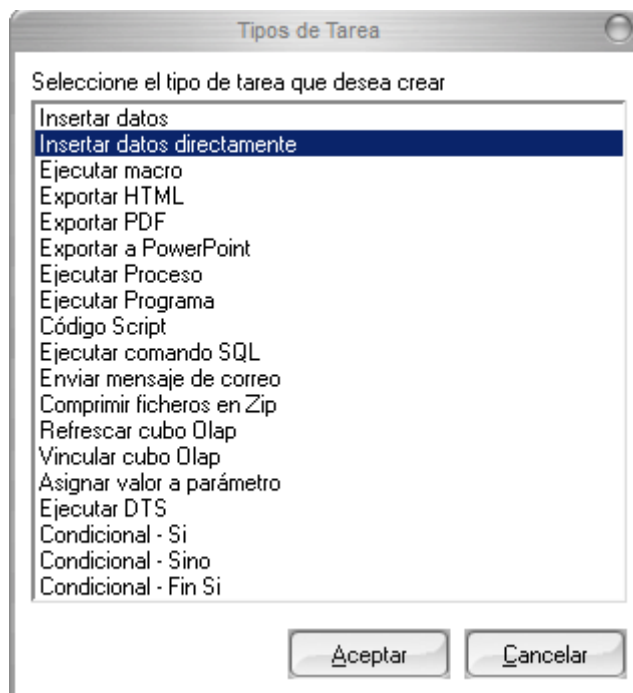 Tipos de Tarea
Seleccione el tipo de tarea que desea crear
Insertar datos
Insertar datos directamente
Ejecutar macro
Exportar HTML
Exportar PDF
Exportar a PowerPoint
Ejecutar Proceso
Ejecutar Programa
Código Script
Ejecutar comando SQL
Enviar mensaje de correo
Comprimir ficheros en Zip
Refrescar cubo Olap
Vincular cubo Olap
Asignar valor a parámetro
Ejecutar DTS
Condicional - Si
Condicional - Sino
Condicional - Fin Si
Aceptar Cancelar